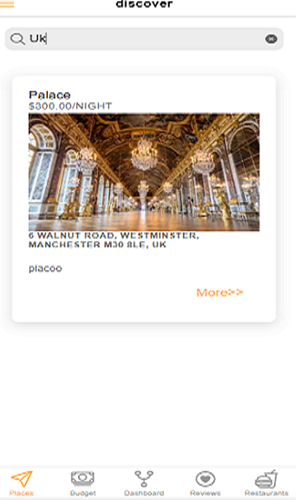 discover
Uk
Palace
$300.00/NIGHT
6 WALNUT ROAD, WESTMINSTER,
MANCHESTER M30 8LE, UK
placoo
More>>
Places
Budget
Dashboard
Reviews
Restaurants